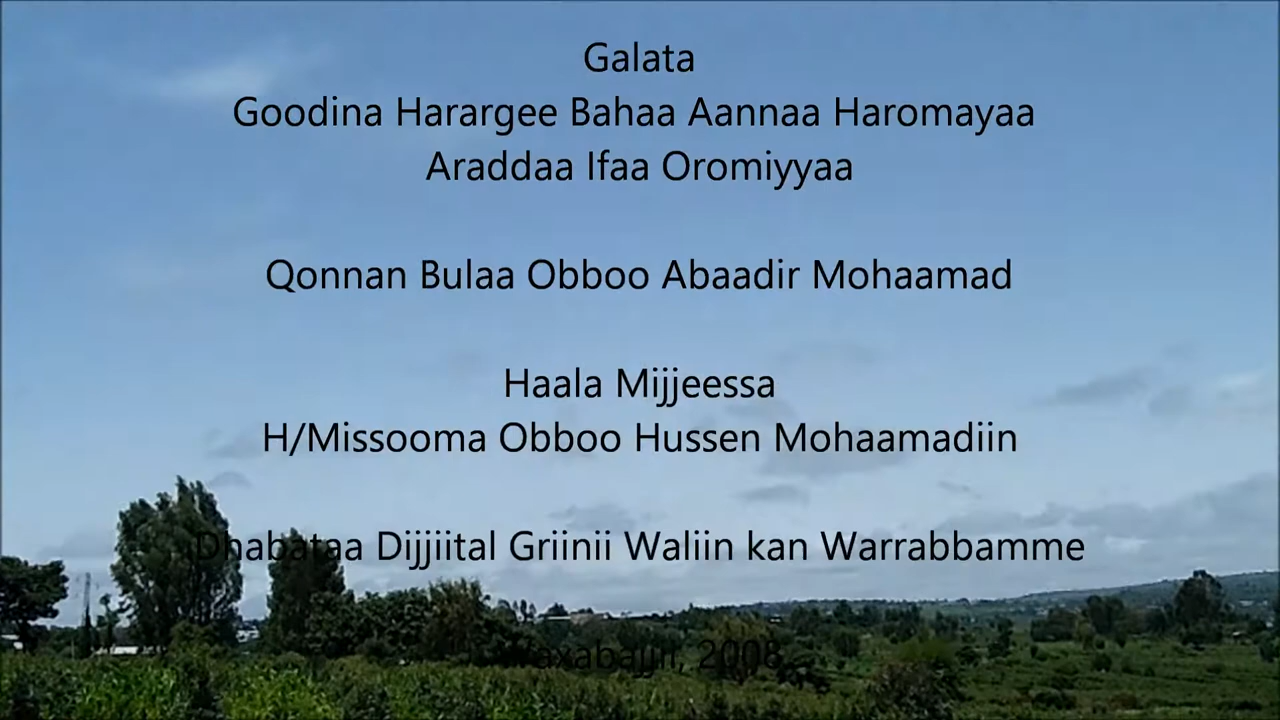 Galata
Goodina Harargee Bahaa Aannaa Haromayaa
Araddaa Ifaa Oromiyyaa
Qonnan Bulaa Obboo Abaadir Mohaamad
Haala Mijjeessa
H/Missooma Obboo Hussen Mohaamadiin
Dhabataa Dijjiital Griinii Waliin kan Warrabbamme
2008